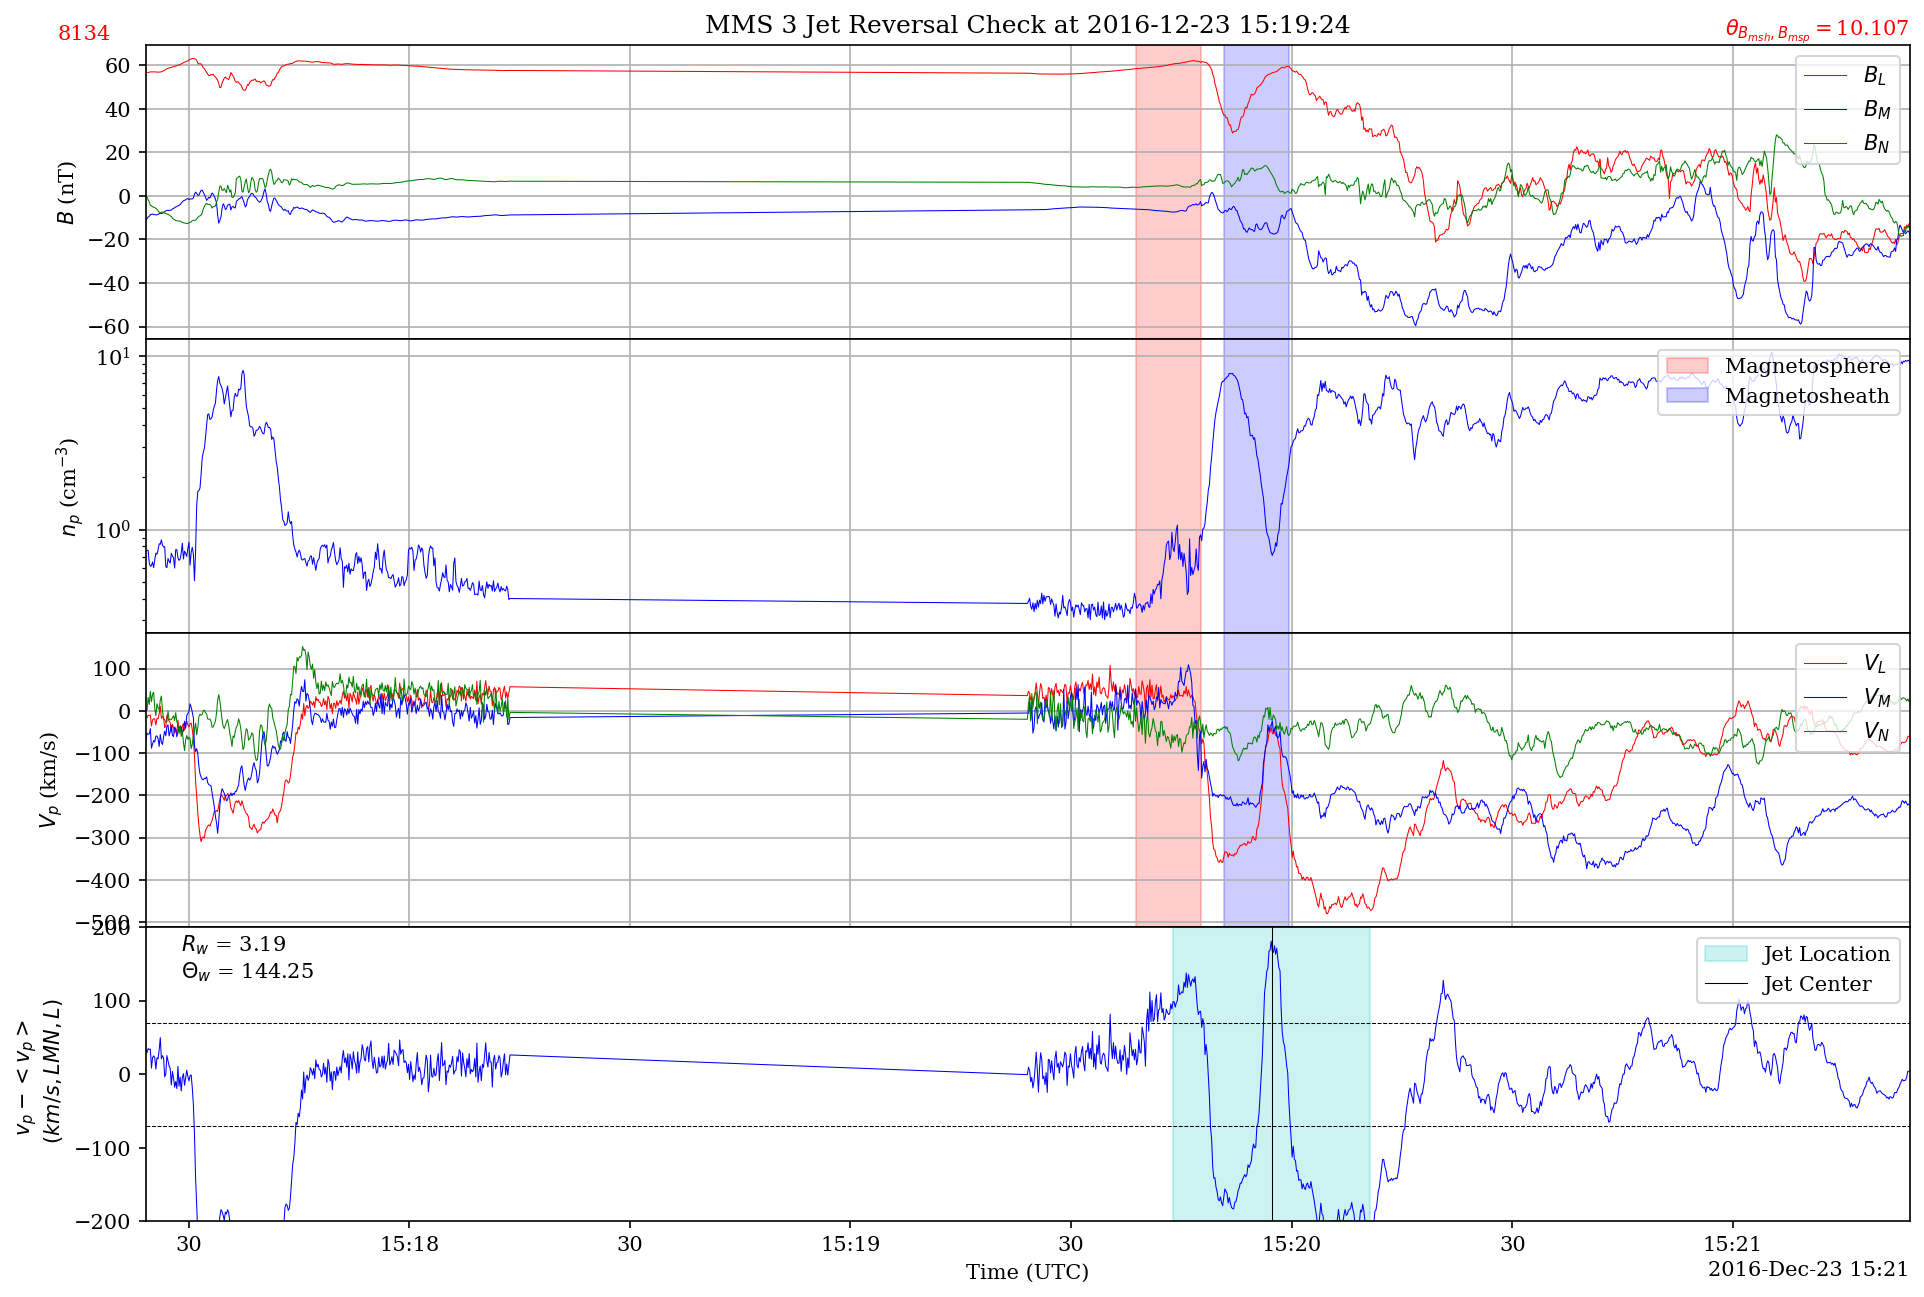 MMS 3 Jet Reversal Check at 2016-12-23 15:19:24
8134
θ_{B_{msh}, B_{msp}} = 10.107
60
40
20
0
−20
−40
−60
B (nT)
B_L
B_M
B_N
10^1
10^0
n_p (cm^{−3})
Magnetosphere
Magnetosheath
100
0
−100
−200
−300
−400
−500
V_p (km/s)
V_L
V_M
V_N
200
100
0
−100
−200
v_p − < v_p >
(km/s, LMN, L)
R_w = 3.19
Θ_w = 144.25
Jet Location
Jet Center
30 15:18 30 15:19 30 15:20 30 15:21
Time (UTC)
2016-Dec-23 15:21